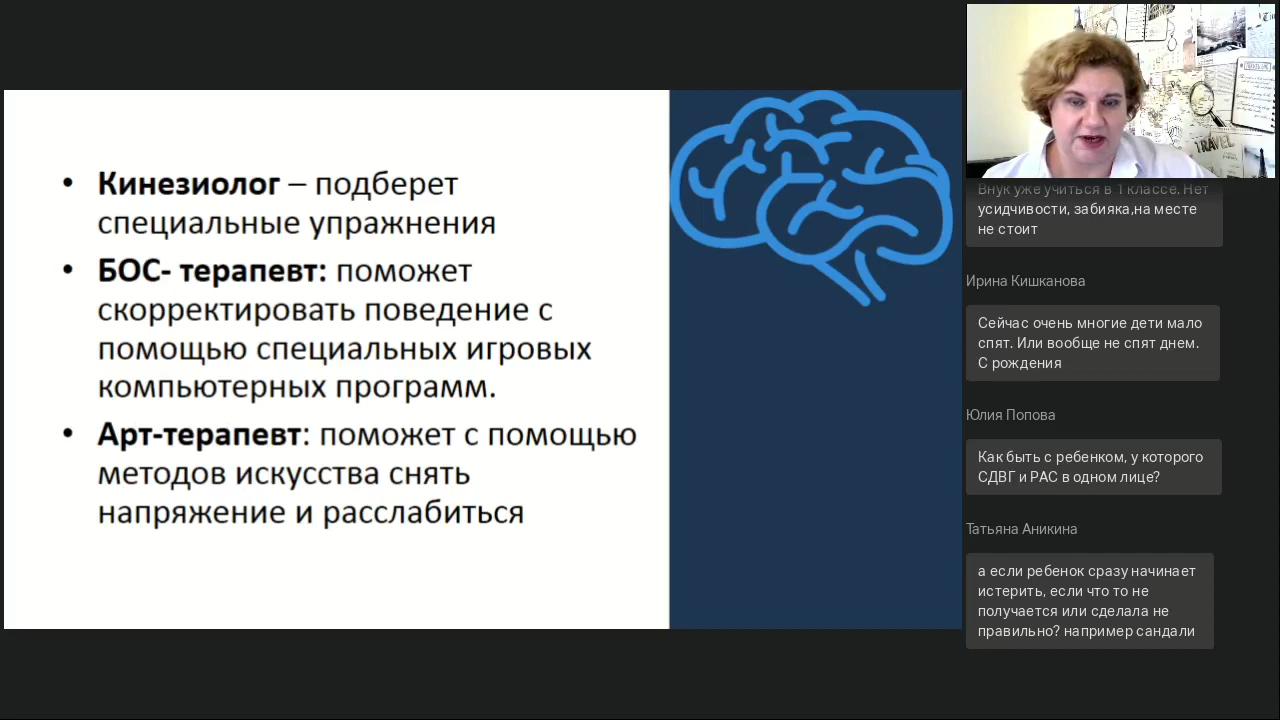 • Кинезиолог – подберет
специальные упражнения
• БОС- терапевт: поможет
скорректировать поведение с
помощью специальных игровых
компьютерных программ.
• Арт-терапевт: поможет с помощью
методов искусства снять
напряжение и расслабиться
TRAVEL
Внук уже учиться в 1 классе. Нет
усидчивости, забияка,на месте
не стоит
Ирина Кишканова
Сейчас очень многие дети мало
спят. Или вообще не спят днем.
С рождения
Юлия Попова
Как быть с ребенком, у которого
СДВГ и РАС в одном лице?
Татьяна Аникина
а если ребенок сразу начинает
истерить, если что то не
получается или сделала не
правильно? например сандали